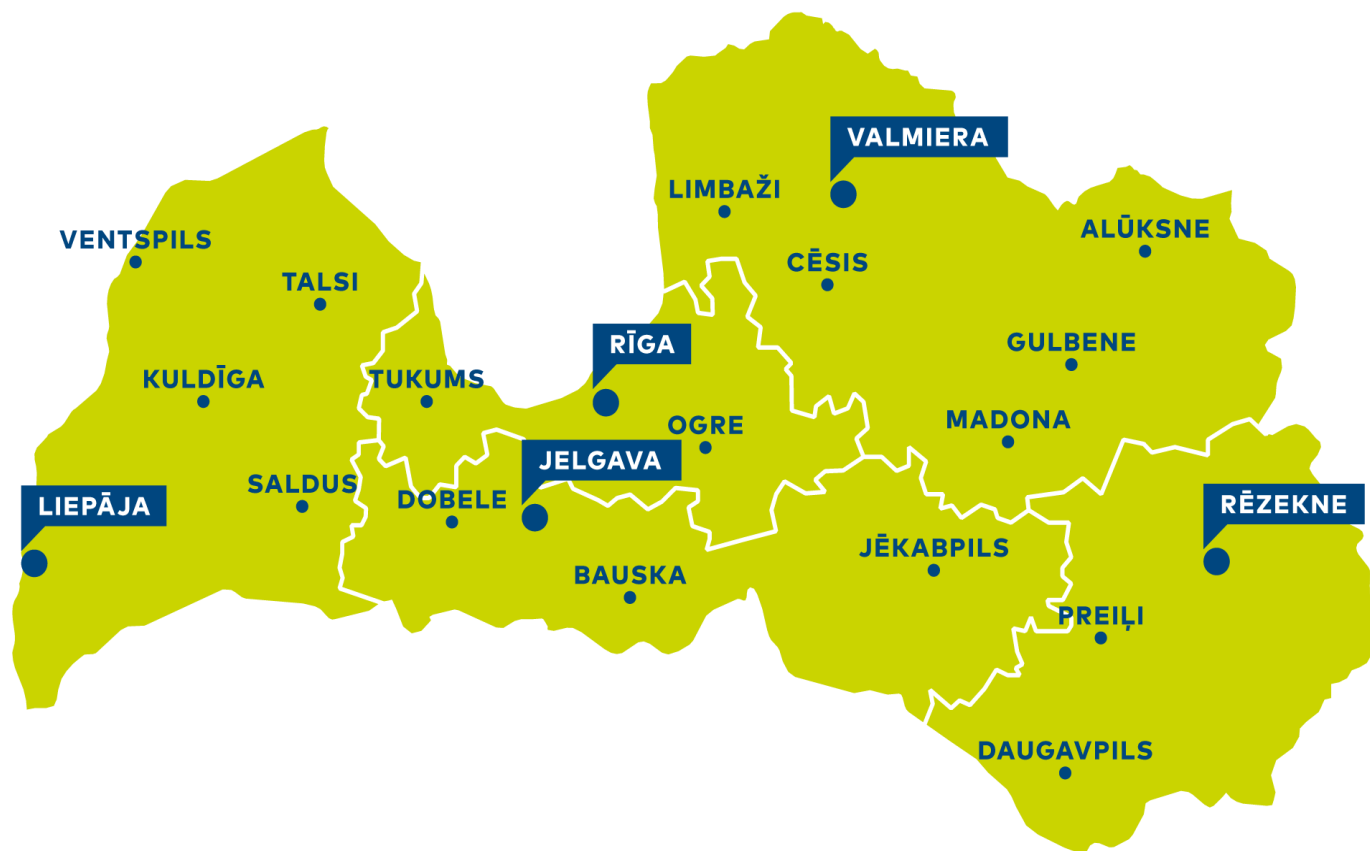 VALMIERA
LIMBAŽI
ALŪKSNE
VENTSPILS
CĒSIS
TALSI
RĪGA
GULBENE
KULDĪGA
TUKUMS
OGRE
MADONA
JELGAVA
SALDUS
DOBELE
LIEPĀJA
RĒZEKNE
JĒKABPILS
BAUSKA
PREIĻI
DAUGAVPILS